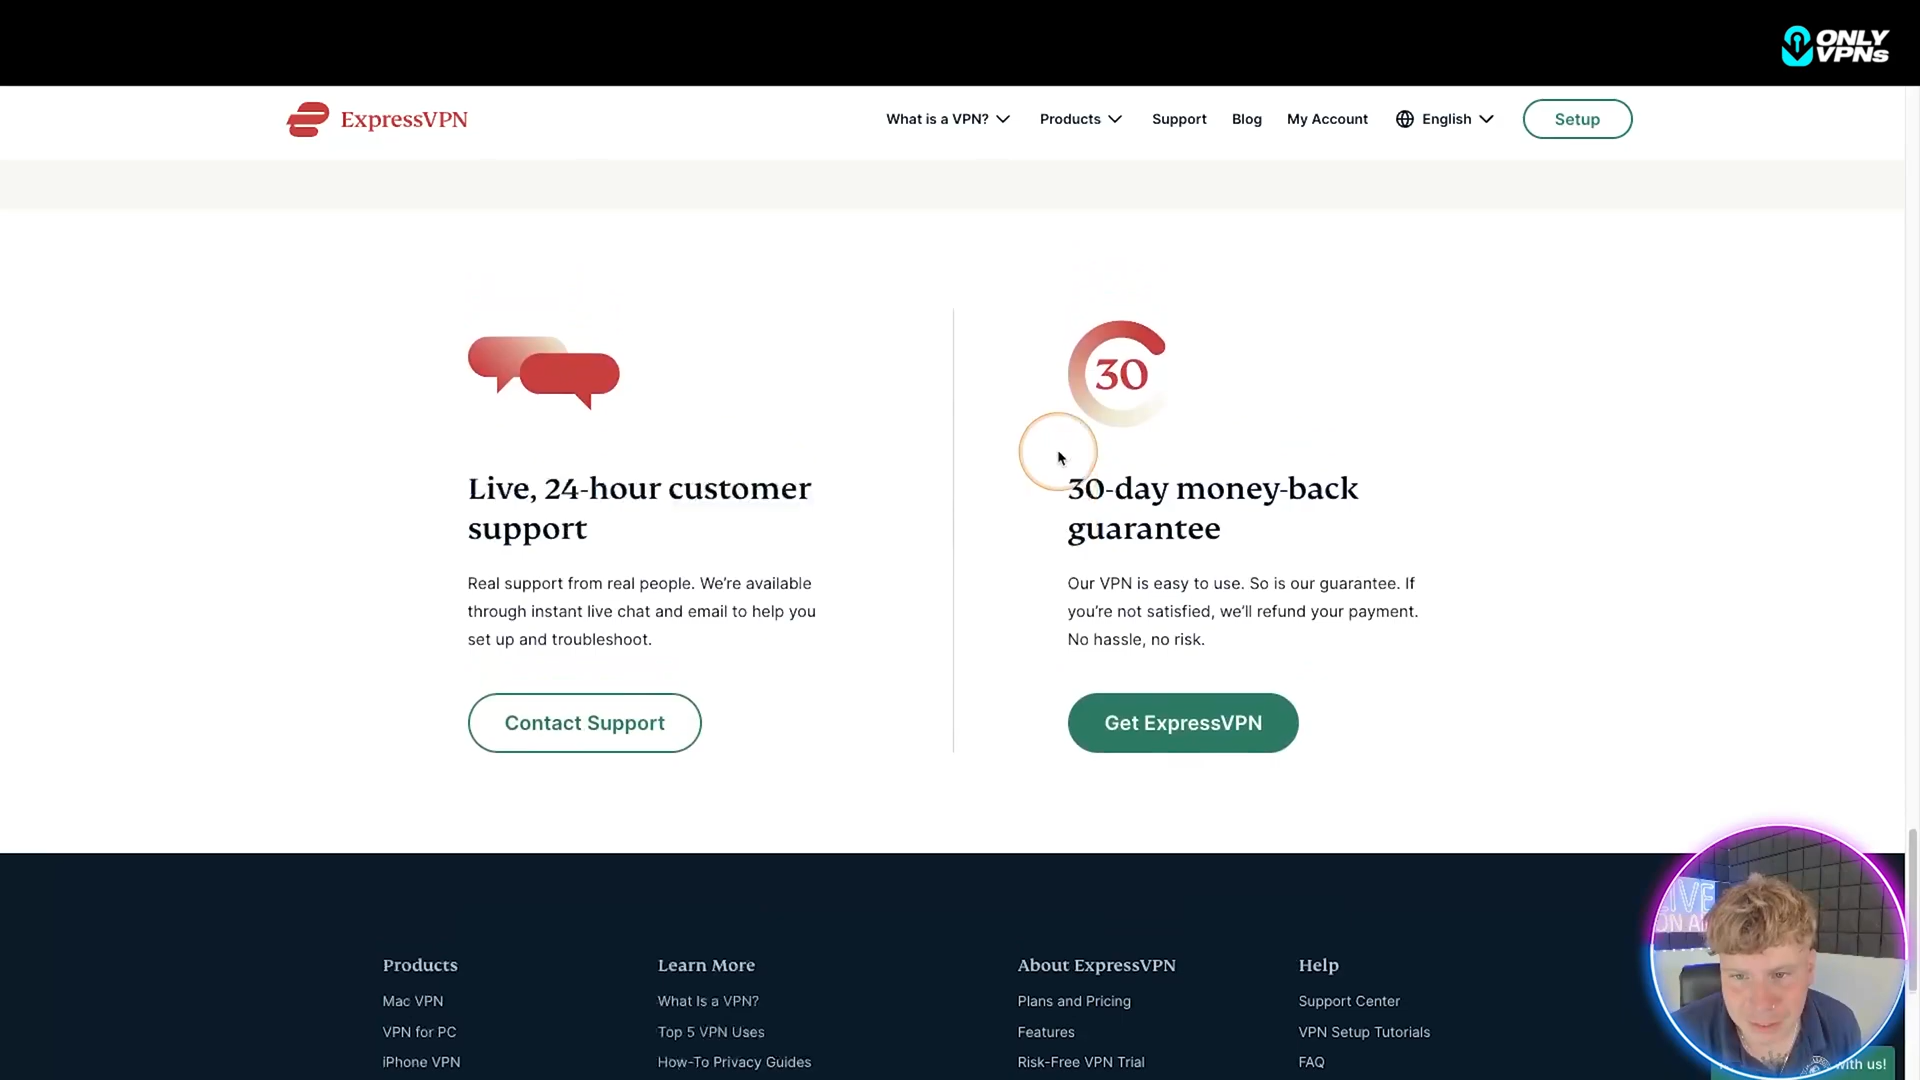 ONLY
VPNs
ExpressVPN
What is a VPN?
Products
Support
Blog
My Account
English
Setup
30
Live, 24-hour customer
support
Real support from real people. We’re available
through instant live chat and email to help you
set up and troubleshoot.
Contact Support
30-day money-back
guarantee
Our VPN is easy to use. So is our guarantee. If
you’re not satisfied, we’ll refund your payment.
No hassle, no risk.
Get ExpressVPN
Products
Mac VPN
VPN for PC
iPhone VPN
Learn More
What Is a VPN?
Top 5 VPN Uses
How-To Privacy Guides
About ExpressVPN
Plans and Pricing
Features
Risk-Free VPN Trial
Help
Support Center
VPN Setup Tutorials
FAQ
LIVE
ON
with us!